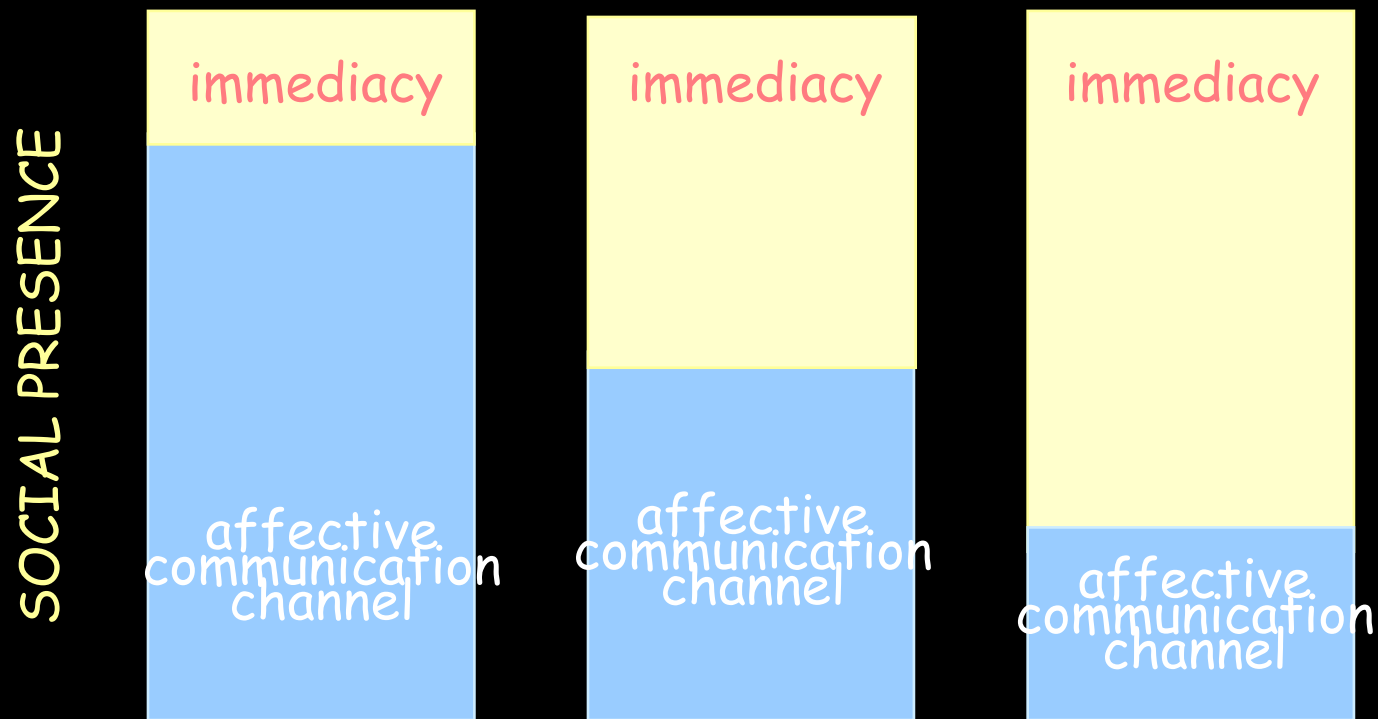 SOCIAL PRESENCE
immediacy
affective
communication
channel
immediacy
affective
communication
channel
immediacy
affective
communication
channel